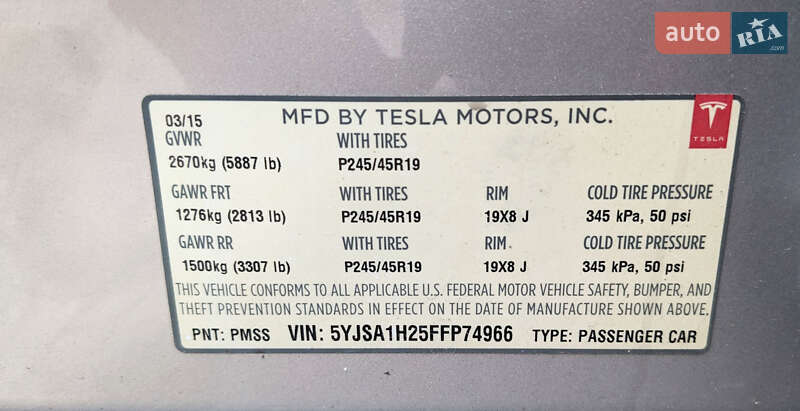 auto RIA.com
03/15 MFD BY TESLA MOTORS, INC.
TESLA
GVWR WITH TIRES
2670kg (5887 lb) P245/45R19
GAWR FRT WITH TIRES RIM COLD TIRE PRESSURE
1276kg (2813 lb) P245/45R19 19X8 J 345 kPa, 50 psi
GAWR RR WITH TIRES RIM COLD TIRE PRESSURE
1500kg (3307 lb) P245/45R19 19X8 J 345 kPa, 50 psi
THIS VEHICLE CONFORMS TO ALL APPLICABLE U.S. FEDERAL MOTOR VEHICLE SAFETY, BUMPER, AND
THEFT PREVENTION STANDARDS IN EFFECT ON THE DATE OF MANUFACTURE SHOWN ABOVE.
PNT: PMSS VIN: 5YJSA1H25FFP74966 TYPE: PASSENGER CAR